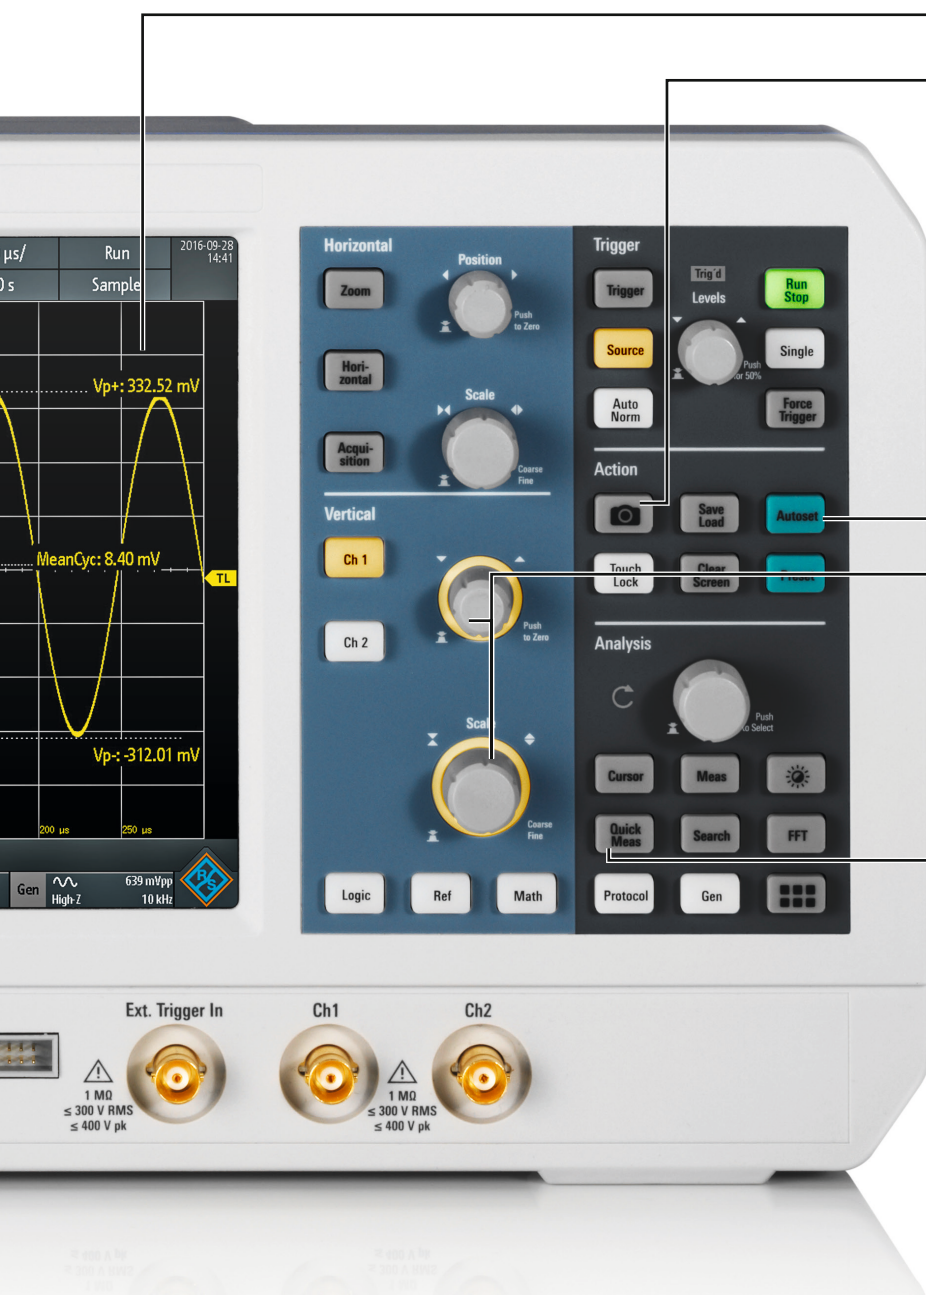 µs/
Run
2016-09-28
14:41
0 s
Sample
Vp+: 332.52 mV
MeanCyc: 8.40 mV
TL
Vp-: -312.01 mV
200 µs
250 µs
Gen
639 mVpp
High-Z
10 kHz
R
S
Horizontal
Position
Zoom
Push
to Zero
Hori-
zontal
Scale
Acqui-
sition
Coarse
Fine
Vertical
Ch 1
Push
to Zero
Ch 2
Scale
Coarse
Fine
Logic
Ref
Math
Trigger
Trig'd
Trigger
Levels
Run
Stop
Source
Single
Push
for 50%
Auto
Norm
Force
Trigger
Action
Save
Load
Autoset
Touch
Lock
Clear
Screen
Preset
Analysis
Push
to Select
Cursor
Meas
Quick
Meas
Search
FFT
Protocol
Gen
Ext. Trigger In
Ch1
Ch2
1 MΩ
≤ 300 V RMS
≤ 400 V pk
1 MΩ
≤ 300 V RMS
≤ 400 V pk